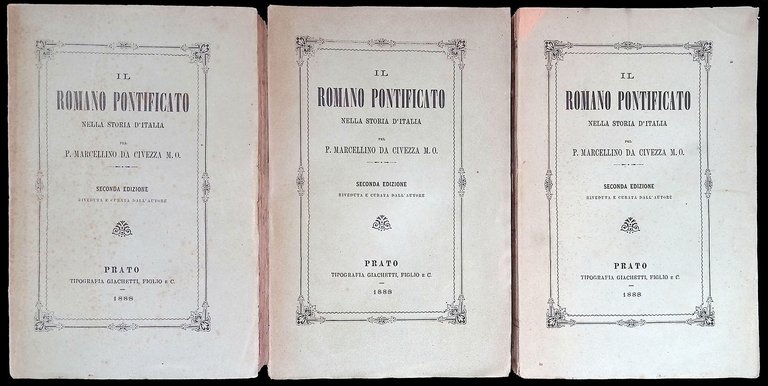 IL
ROMANO PONTIFICATO
NELLA STORIA D'ITALIA
PEL
P. MARCELLINO DA CIVEZZA M. O.
SECONDA EDIZIONE
RIVEDUTA E CURATA DALL'AUTORE
PRATO
TIPOGRAFIA GIACHETTI, FIGLIO E C.
1888
IL
ROMANO PONTIFICATO
NELLA STORIA D'ITALIA
PEL
P. MARCELLINO DA CIVEZZA M. O.
SECONDA EDIZIONE
RIVEDUTA E CURATA DALL'AUTORE
PRATO
TIPOGRAFIA GIACHETTI, FIGLIO E C.
1888
IL
ROMANO PONTIFICATO
NELLA STORIA D'ITALIA
PEL
P. MARCELLINO DA CIVEZZA M. O.
SECONDA EDIZIONE
RIVEDUTA E CURATA DALL'AUTORE
PRATO
TIPOGRAFIA GIACHETTI, FIGLIO E C.
1888